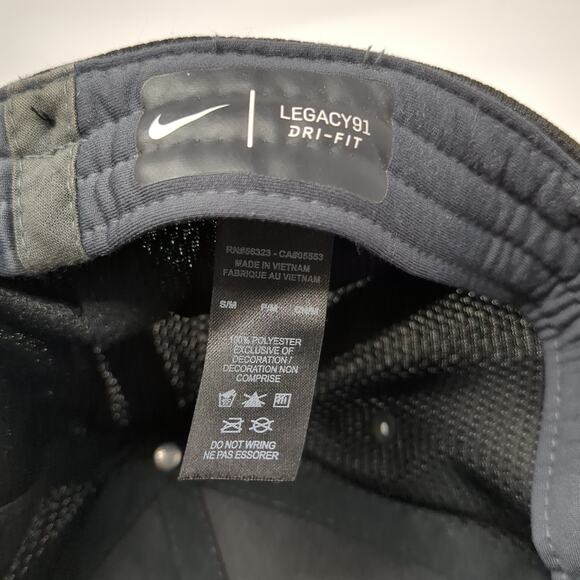 LEGACY91
DRI-FIT
RN#56323 - CA#05553
MADE IN VIETNAM
FABRIQUE AU VIETNAM
S/M P/M CH/M
100% POLYESTER
EXCLUSIVE OF
DECORATION /
DECORATION NON
COMPRISE
DO NOT WRING
NE PAS ESSORER